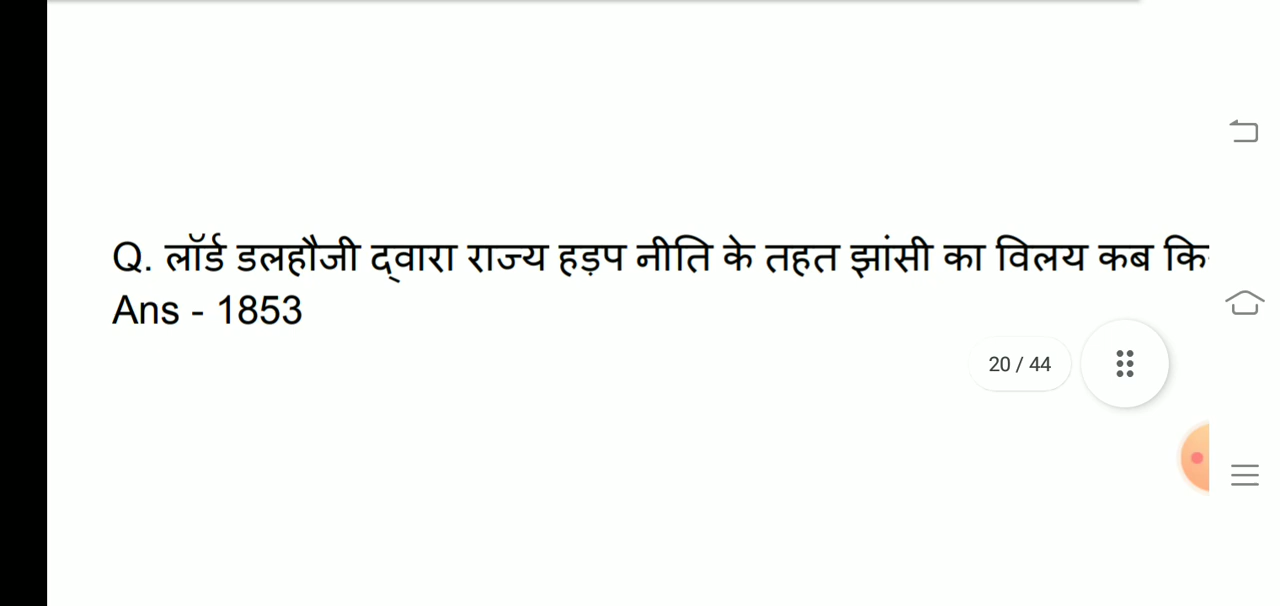 Q. लॉर्ड डलहौजी द्वारा राज्य हड़प नीति के तहत झांसी का विलय कब
Ans - 1853
20 / 44